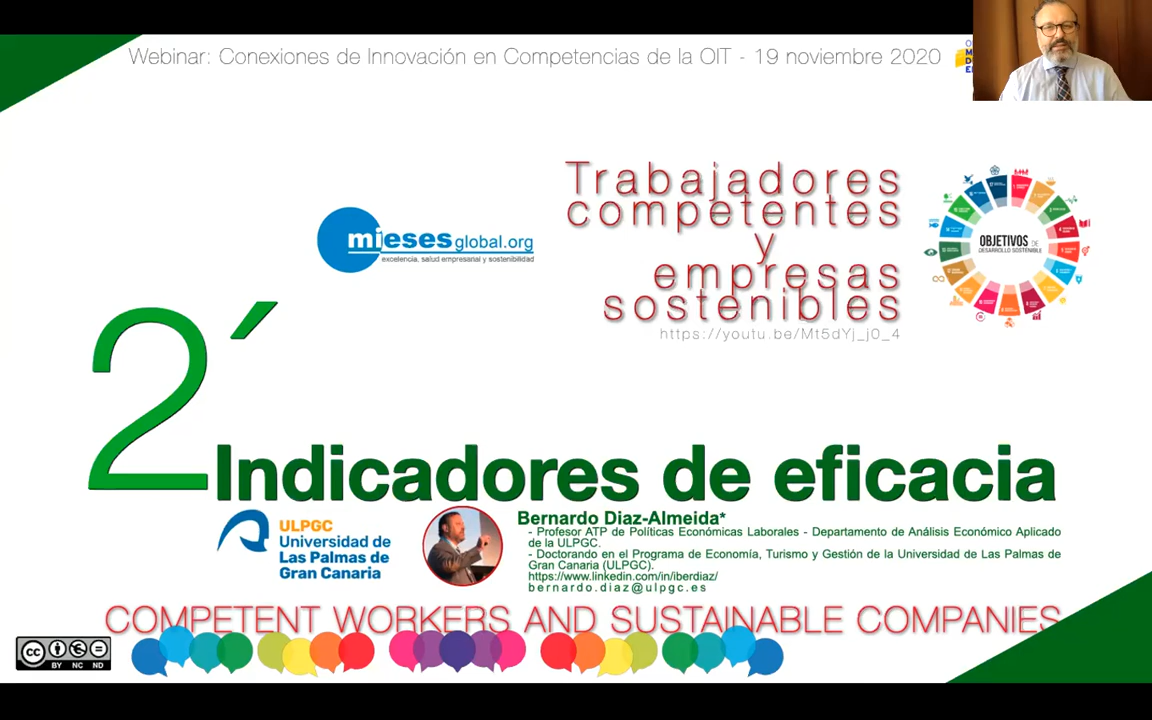 Webinar: Conexiones de Innovación en Competencias de la OIT - 19 noviembre 2020
Trabajadores
competentes
y
empresas
sostenibles
https://youtu.be/Mt5dYj_j0_4
mieses global.org
excelencia, salud empresarial y sostenibilidad
OBJETIVOS DE
DESARROLLO SOSTENIBLE
2´
Indicadores de eficacia
ULPGC
Universidad de
Las Palmas de
Gran Canaria
Bernardo Diaz-Almeida*
- Profesor ATP de Políticas Económicas Laborales - Departamento de Análisis Económico Aplicado
de la ULPGC.
- Doctorando en el Programa de Economía, Turismo y Gestión de la Universidad de Las Palmas de
Gran Canaria (ULPGC).
https://www.linkedin.com/in/iberdiaz/
bernardo.diaz@ulpgc.es
COMPETENT WORKERS AND SUSTAINABLE COMPANIES
cc
BY NC ND